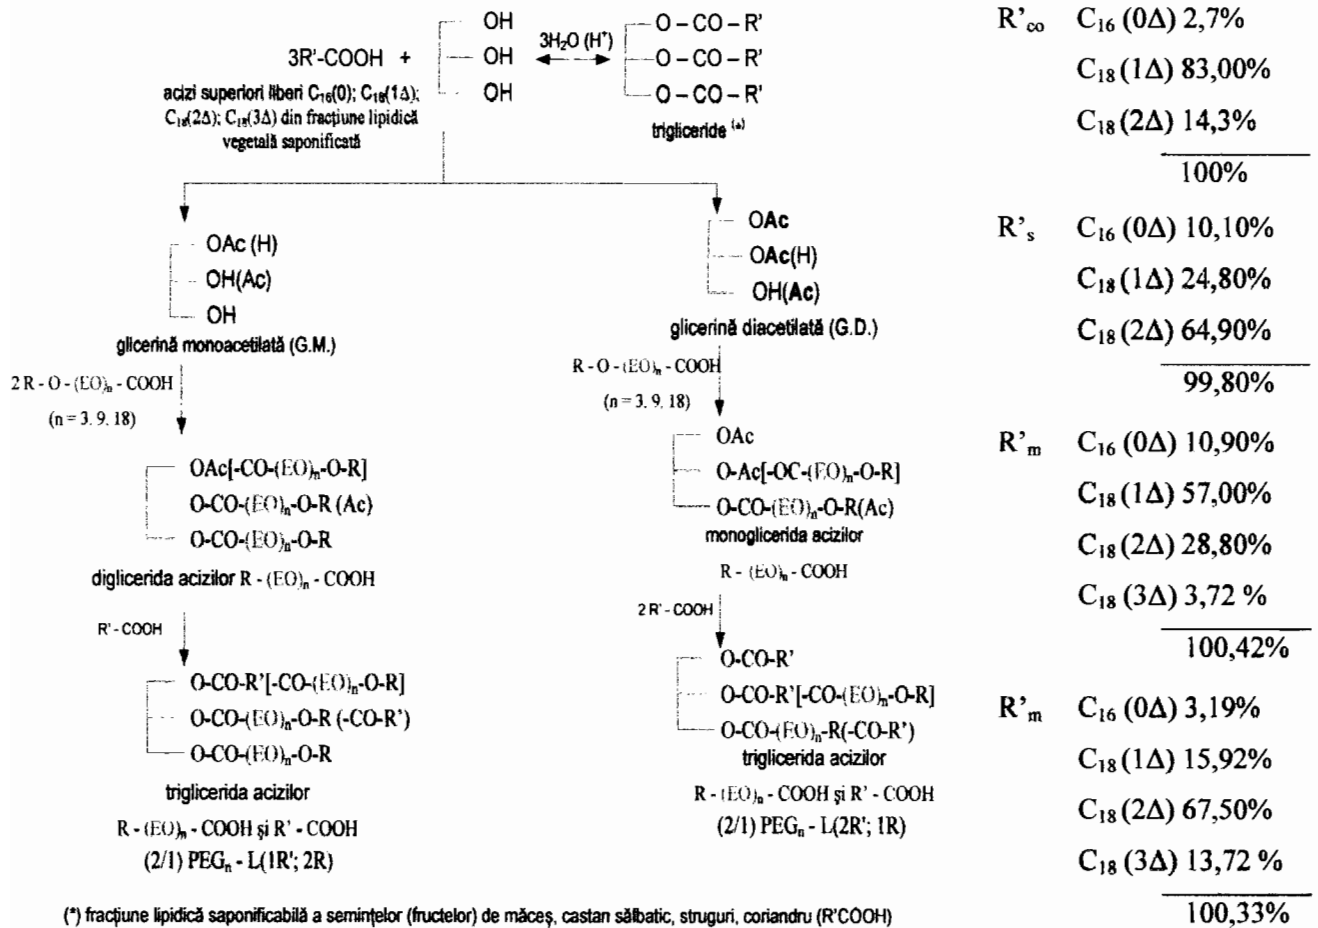 3R'-COOH +
acizi superiori liberi C₁₆(0); C₁₈(1Δ);
C₁₈(2Δ); C₁₈(3Δ) din fracțiune lipidică
vegetală saponificată
OH
OH
OH
3H₂O (H⁺)
O – CO – R'
O – CO – R'
O – CO – R'
trigliceride (*)
OAc (H)
OH(Ac)
OH
glicerină monoacetilată (G.M.)
2 R - O - (EO)ₙ - COOH
(n = 3. 9. 18)
OAc[-CO-(EO)ₙ-O-R]
O-CO-(EO)ₙ-O-R (Ac)
O-CO-(EO)ₙ-O-R
diglicerida acizilor R - (EO)ₙ - COOH
R' - COOH
O-CO-R'[-CO-(EO)ₙ-O-R]
O-CO-(EO)ₙ-O-R (-CO-R')
O-CO-(EO)ₙ-O-R
triglicerida acizilor
R - (EO)ₙ - COOH și R' - COOH
(2/1) PEGₙ - L(1R'; 2R)
OAc
OAc(H)
OH(Ac)
glicerină diacetilată (G.D.)
R - O - (EO)ₙ - COOH
(n = 3. 9. 18)
OAc
O-Ac[-OC-(EO)ₙ-O-R]
O-CO-(EO)ₙ-O-R(Ac)
monoglicerida acizilor
R - (EO)ₙ - COOH
2 R' - COOH
O-CO-R'
O-CO-R'[-CO-(EO)ₙ-O-R]
O-CO-(EO)ₙ-R(-CO-R')
triglicerida acizilor
R - (EO)ₙ - COOH și R' - COOH
(2/1) PEGₙ - L(2R'; 1R)
R'co C₁₆ (0Δ) 2,7%
C₁₈ (1Δ) 83,00%
C₁₈ (2Δ) 14,3%
100%
R'ₛ C₁₆ (0Δ) 10,10%
C₁₈ (1Δ) 24,80%
C₁₈ (2Δ) 64,90%
99,80%
R'ₘ C₁₆ (0Δ) 10,90%
C₁₈ (1Δ) 57,00%
C₁₈ (2Δ) 28,80%
C₁₈ (3Δ) 3,72 %
100,42%
R'ₘ C₁₆ (0Δ) 3,19%
C₁₈ (1Δ) 15,92%
C₁₈ (2Δ) 67,50%
C₁₈ (3Δ) 13,72 %
100,33%
(*) fracțiune lipidică saponificabilă a semințelor (fructelor) de măceș, castan sălbatic, struguri, coriandru (R'COOH)